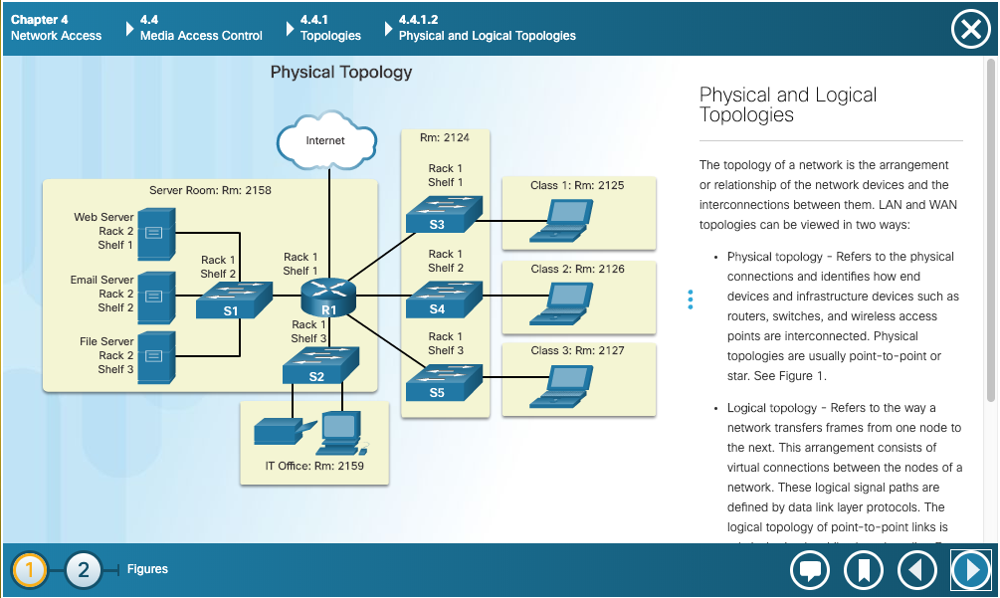 Chapter 4
Network Access
4.4
Media Access Control
4.4.1
Topologies
4.4.1.2
Physical and Logical Topologies
Physical Topology
Internet
Server Room: Rm: 2158
Web Server
Rack 2
Shelf 1
Email Server
Rack 2
Shelf 2
File Server
Rack 2
Shelf 3
Rack 1
Shelf 2
S1
Rack 1
Shelf 1
R1
Rack 1
Shelf 3
S2
IT Office: Rm: 2159
Rm: 2124
Rack 1
Shelf 1
S3
Rack 1
Shelf 2
S4
Rack 1
Shelf 3
S5
Class 1: Rm: 2125
Class 2: Rm: 2126
Class 3: Rm: 2127
Physical and Logical
Topologies
The topology of a network is the arrangement
or relationship of the network devices and the
interconnections between them. LAN and WAN
topologies can be viewed in two ways:
• Physical topology - Refers to the physical
connections and identifies how end
devices and infrastructure devices such as
routers, switches, and wireless access
points are interconnected. Physical
topologies are usually point-to-point or
star. See Figure 1.
• Logical topology - Refers to the way a
network transfers frames from one node to
the next. This arrangement consists of
virtual connections between the nodes of a
network. These logical signal paths are
defined by data link layer protocols. The
logical topology of point-to-point links is
1
2
Figures